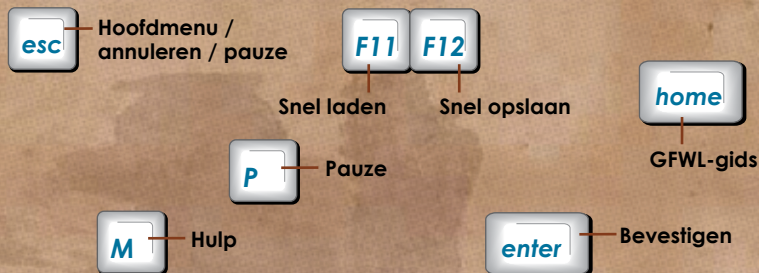 esc
Hoofdmenu /
annuleren / pauze
F11
F12
Snel laden
Snel opslaan
home
GFWL-gids
P
Pauze
M
Hulp
enter
Bevestigen